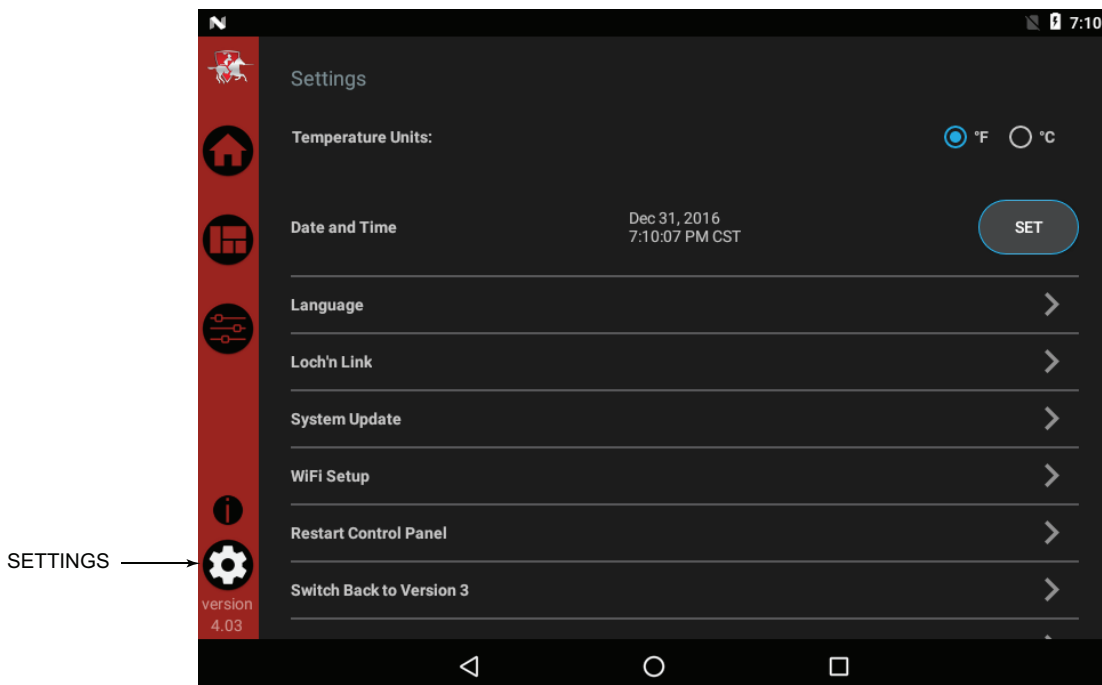 7:10
Settings
Temperature Units:
°F °C
Date and Time
Dec 31, 2016
7:10:07 PM CST
SET
Language
Loch'n Link
System Update
WiFi Setup
Restart Control Panel
SETTINGS
Switch Back to Version 3
version
4.03